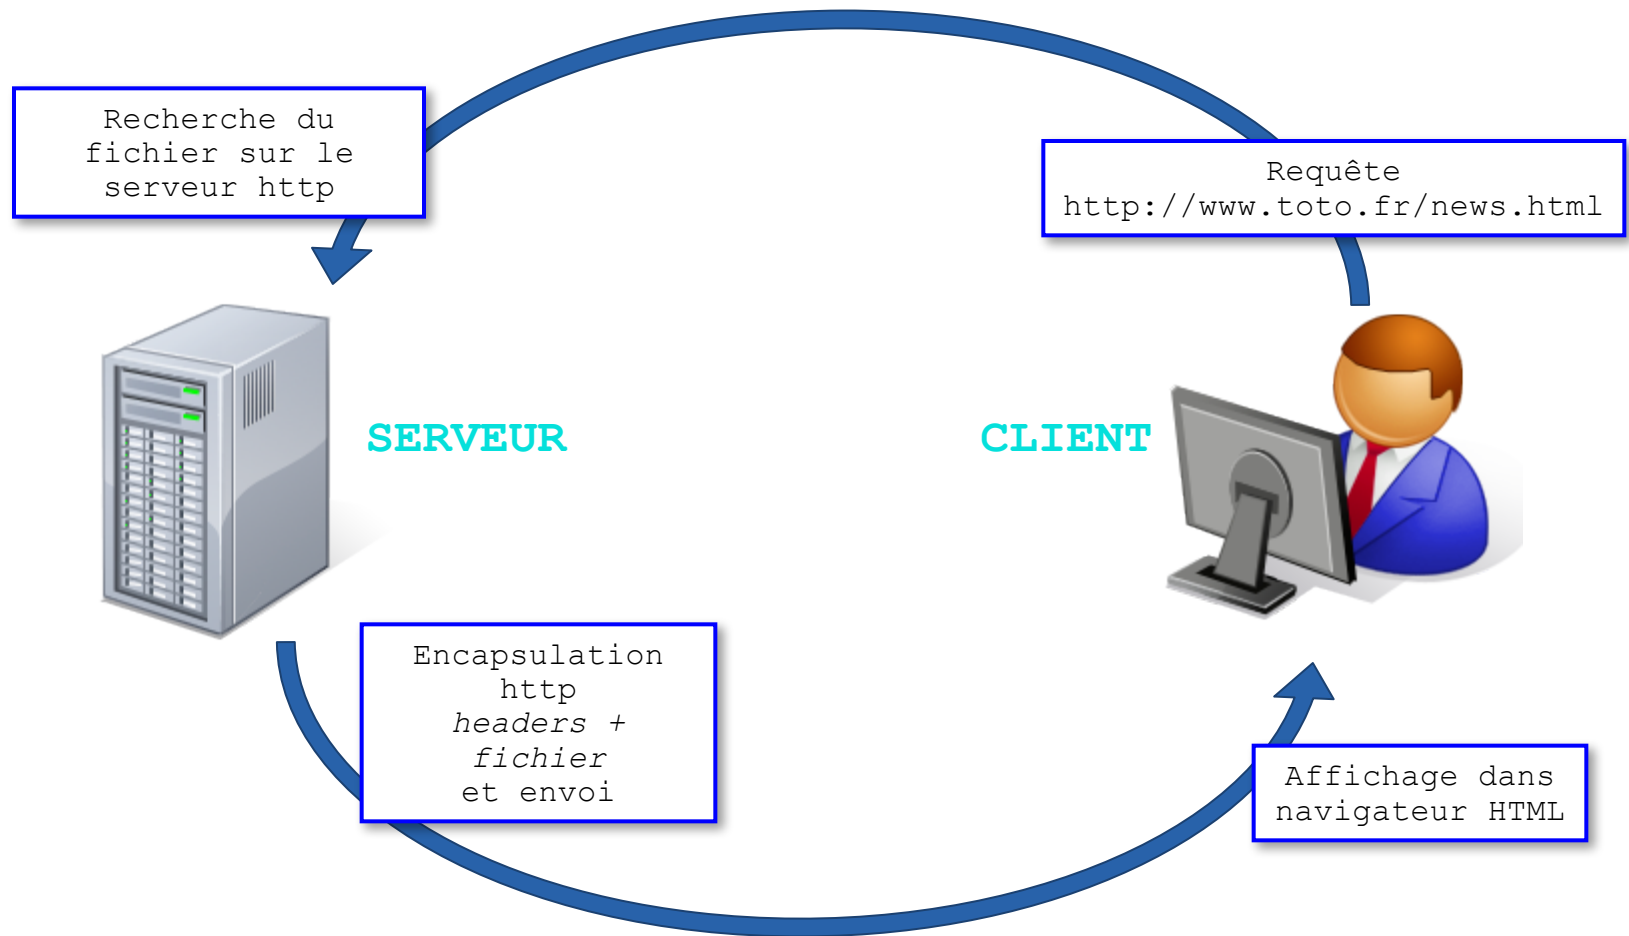 Recherche du
fichier sur le
serveur http
Requête
http://www.toto.fr/news.html
SERVEUR
CLIENT
Encapsulation
http
headers +
fichier
et envoi
Affichage dans
navigateur HTML